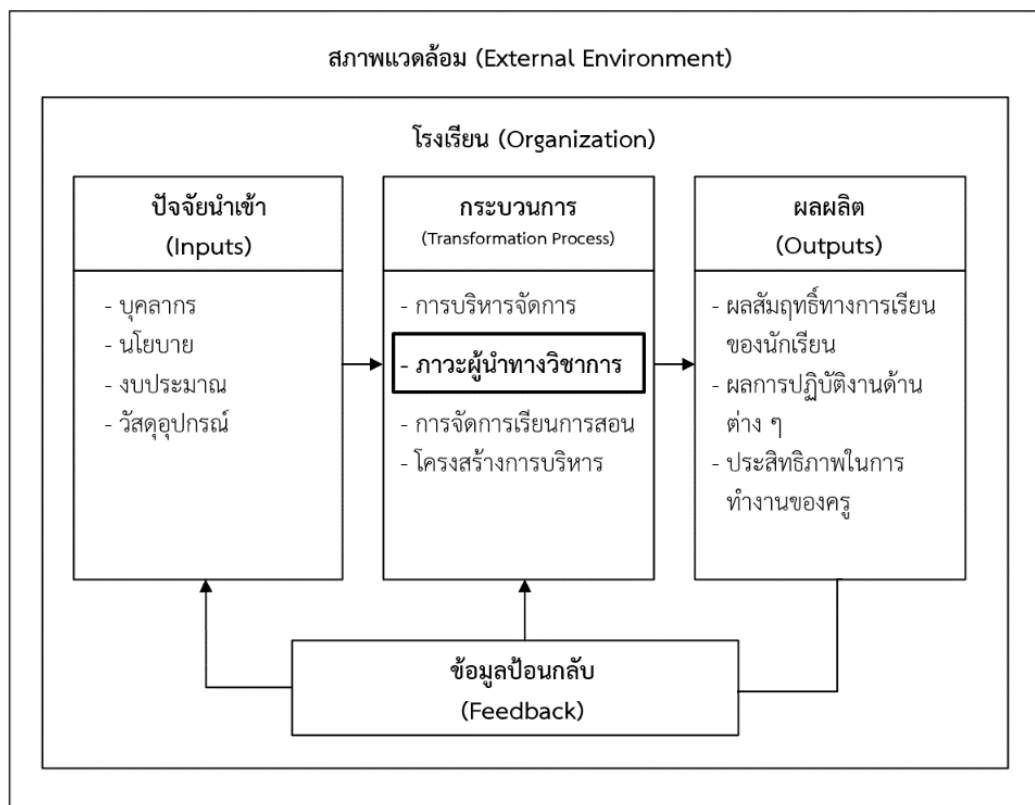 สภาพแวดล้อม (External Environment)
โรงเรียน (Organization)
ปัจจัยนำเข้า
(Inputs)
- บุคลากร
- นโยบาย
- งบประมาณ
- วัสดุอุปกรณ์
กระบวนการ
(Transformation Process)
- การบริหารจัดการ
- ภาวะผู้นำทางวิชาการ
- การจัดการเรียนการสอน
- โครงสร้างการบริหาร
ผลผลิต
(Outputs)
- ผลสัมฤทธิ์ทางการเรียน
ของนักเรียน
- ผลการปฏิบัติงานด้าน
ต่าง ๆ
- ประสิทธิภาพในการ
ทำงานของครู
ข้อมูลป้อนกลับ
(Feedback)